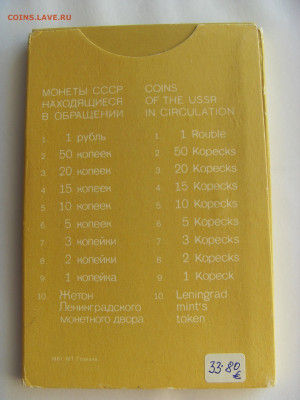 COINS.LAVE.RU
МОНЕТЫ СССР
НАХОДЯЩИЕСЯ
В ОБРАЩЕНИИ
1 1 рубль
2 50 копеек
3 20 копеек
4 15 копеек
5 10 копеек
6 5 копеек
7 3 копейки
8 2 копейки
9 1 копейка
10 Жетон
Ленинградского
монетного двора
COINS
OF THE USSR
IN CIRCULATION
1 1 Rouble
2 50 Kopecks
3 20 Kopecks
4 15 Kopecks
5 10 Kopecks
6 5 Kopecks
7 3 Kopecks
8 2 Kopecks
9 1 Kopeck
10 Leningrad
mint's
token
33-80
€